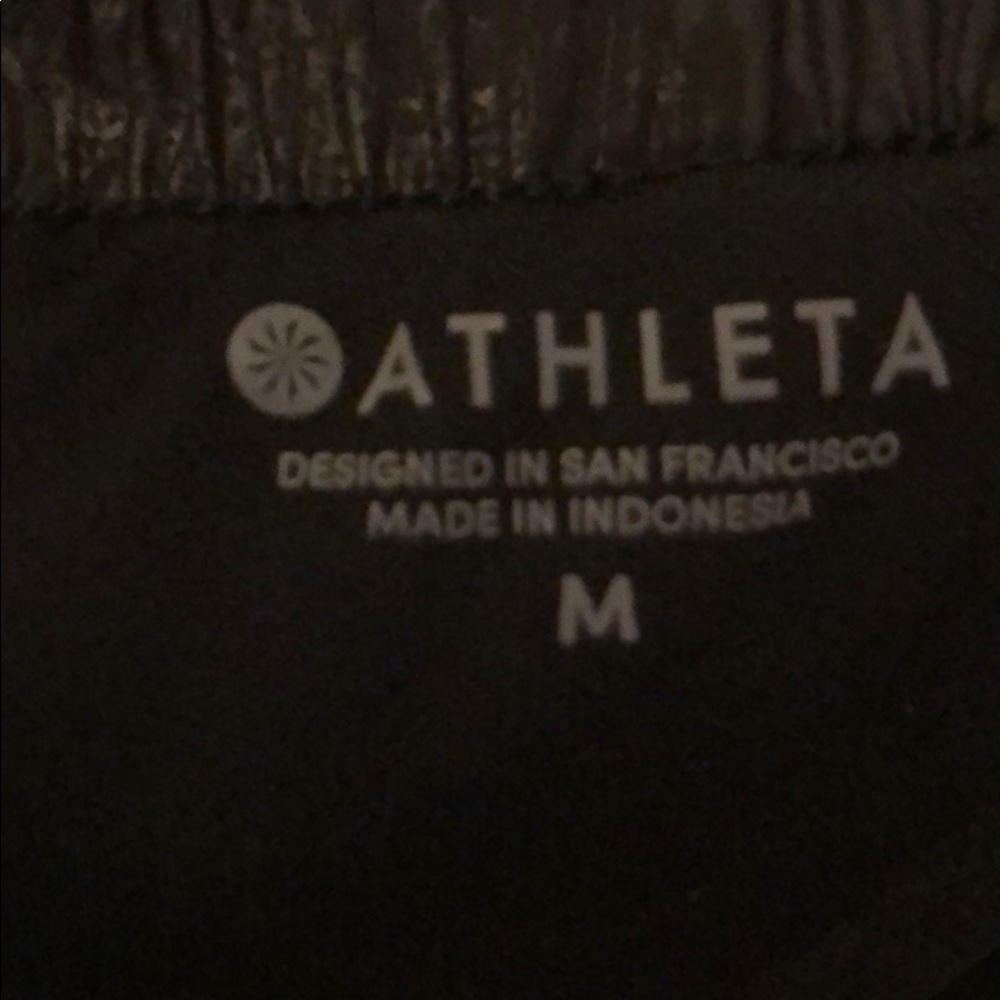 ATHLETA
DESIGNED IN SAN FRANCISCO
MADE IN INDONESIA
M